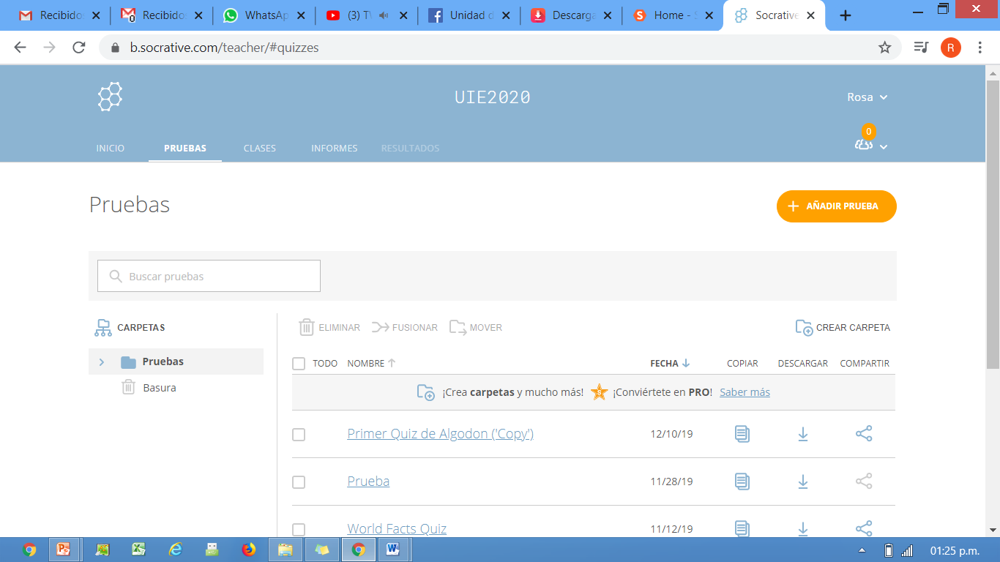 Recibidos
Recibidos
WhatsAp
(3) TV
Unidad d
Descarga
Home - S
Socrative
b.socrative.com/teacher/#quizzes
R
UIE2020
Rosa
0
INICIO
PRUEBAS
CLASES
INFORMES
RESULTADOS
Pruebas
+ AÑADIR PRUEBA
Buscar pruebas
CARPETAS
ELIMINAR
FUSIONAR
MOVER
CREAR CARPETA
Pruebas
Basura
TODO NOMBRE FECHA COPIAR DESCARGAR COMPARTIR
¡Crea carpetas y mucho más! ¡Conviértete en PRO! Saber más
Primer Quiz de Algodon ('Copy') 12/10/19
Prueba 11/28/19
World Facts Quiz 11/12/19
01:25 p.m.